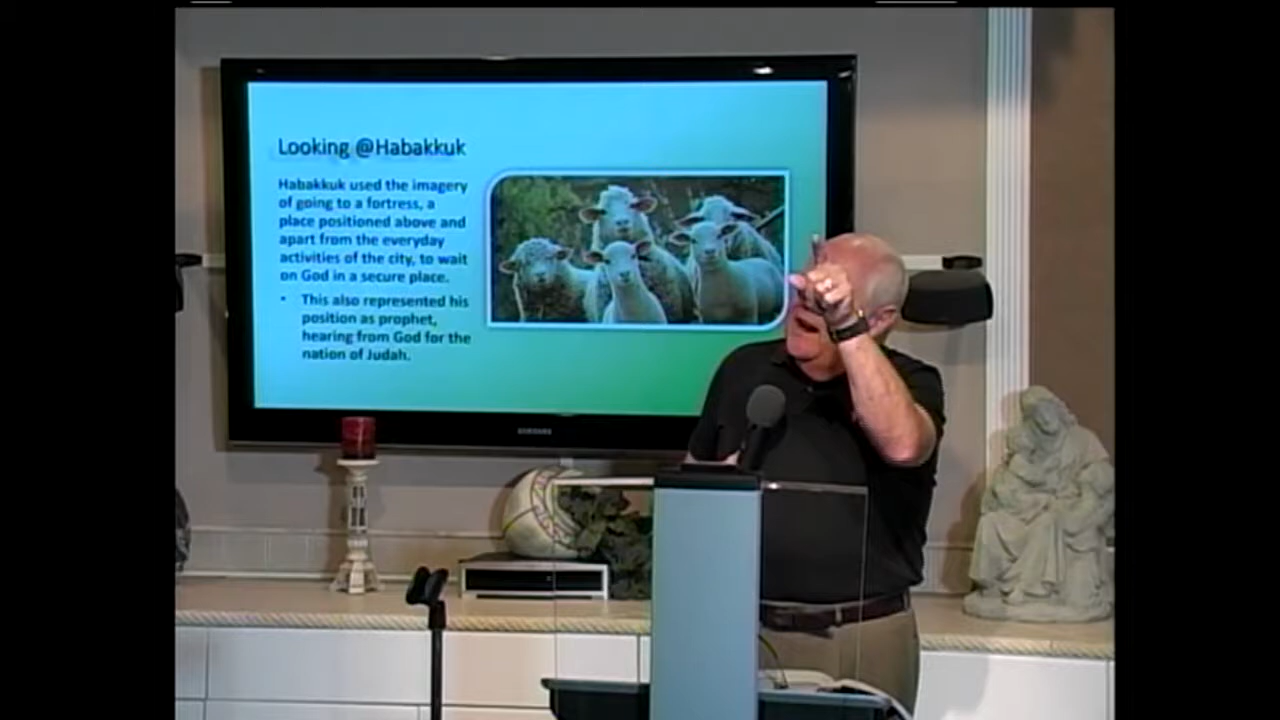 Looking @Habakkuk
Habakkuk used the imagery
of going to a fortress, a
place positioned above and
apart from the everyday
activities of the city, to wait
on God in a secure place.
• This also represented his
position as prophet,
hearing from God for the
nation of Judah.
SAMSUNG